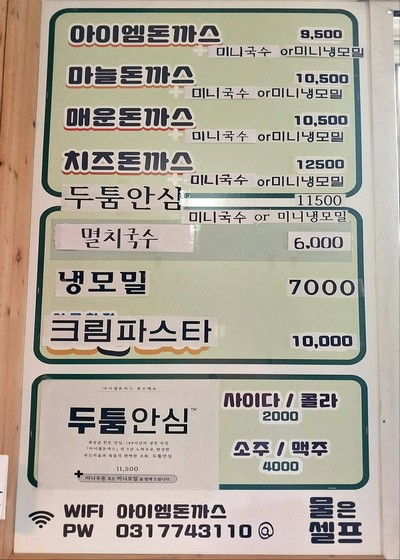 아이엠돈까스 9,500
+ 미니국수 or미니냉모밀
마늘돈까스 10,500
+ 미니국수 or미니냉모밀
매운돈까스 10,500
+ 미니국수 or미니냉모밀
치즈돈까스 12500
+ 미니국수 or미니냉모밀
두툼안심 11500
미니국수 or 미니냉모밀
멸치국수 6,000
냉모밀 7000
크림파스타 10,000
두툼안심™
11,500
사이다 / 콜라
2000
소주 / 맥주
4000
WIFI 아이엠돈까스
PW 0317743110@
물은
셀프